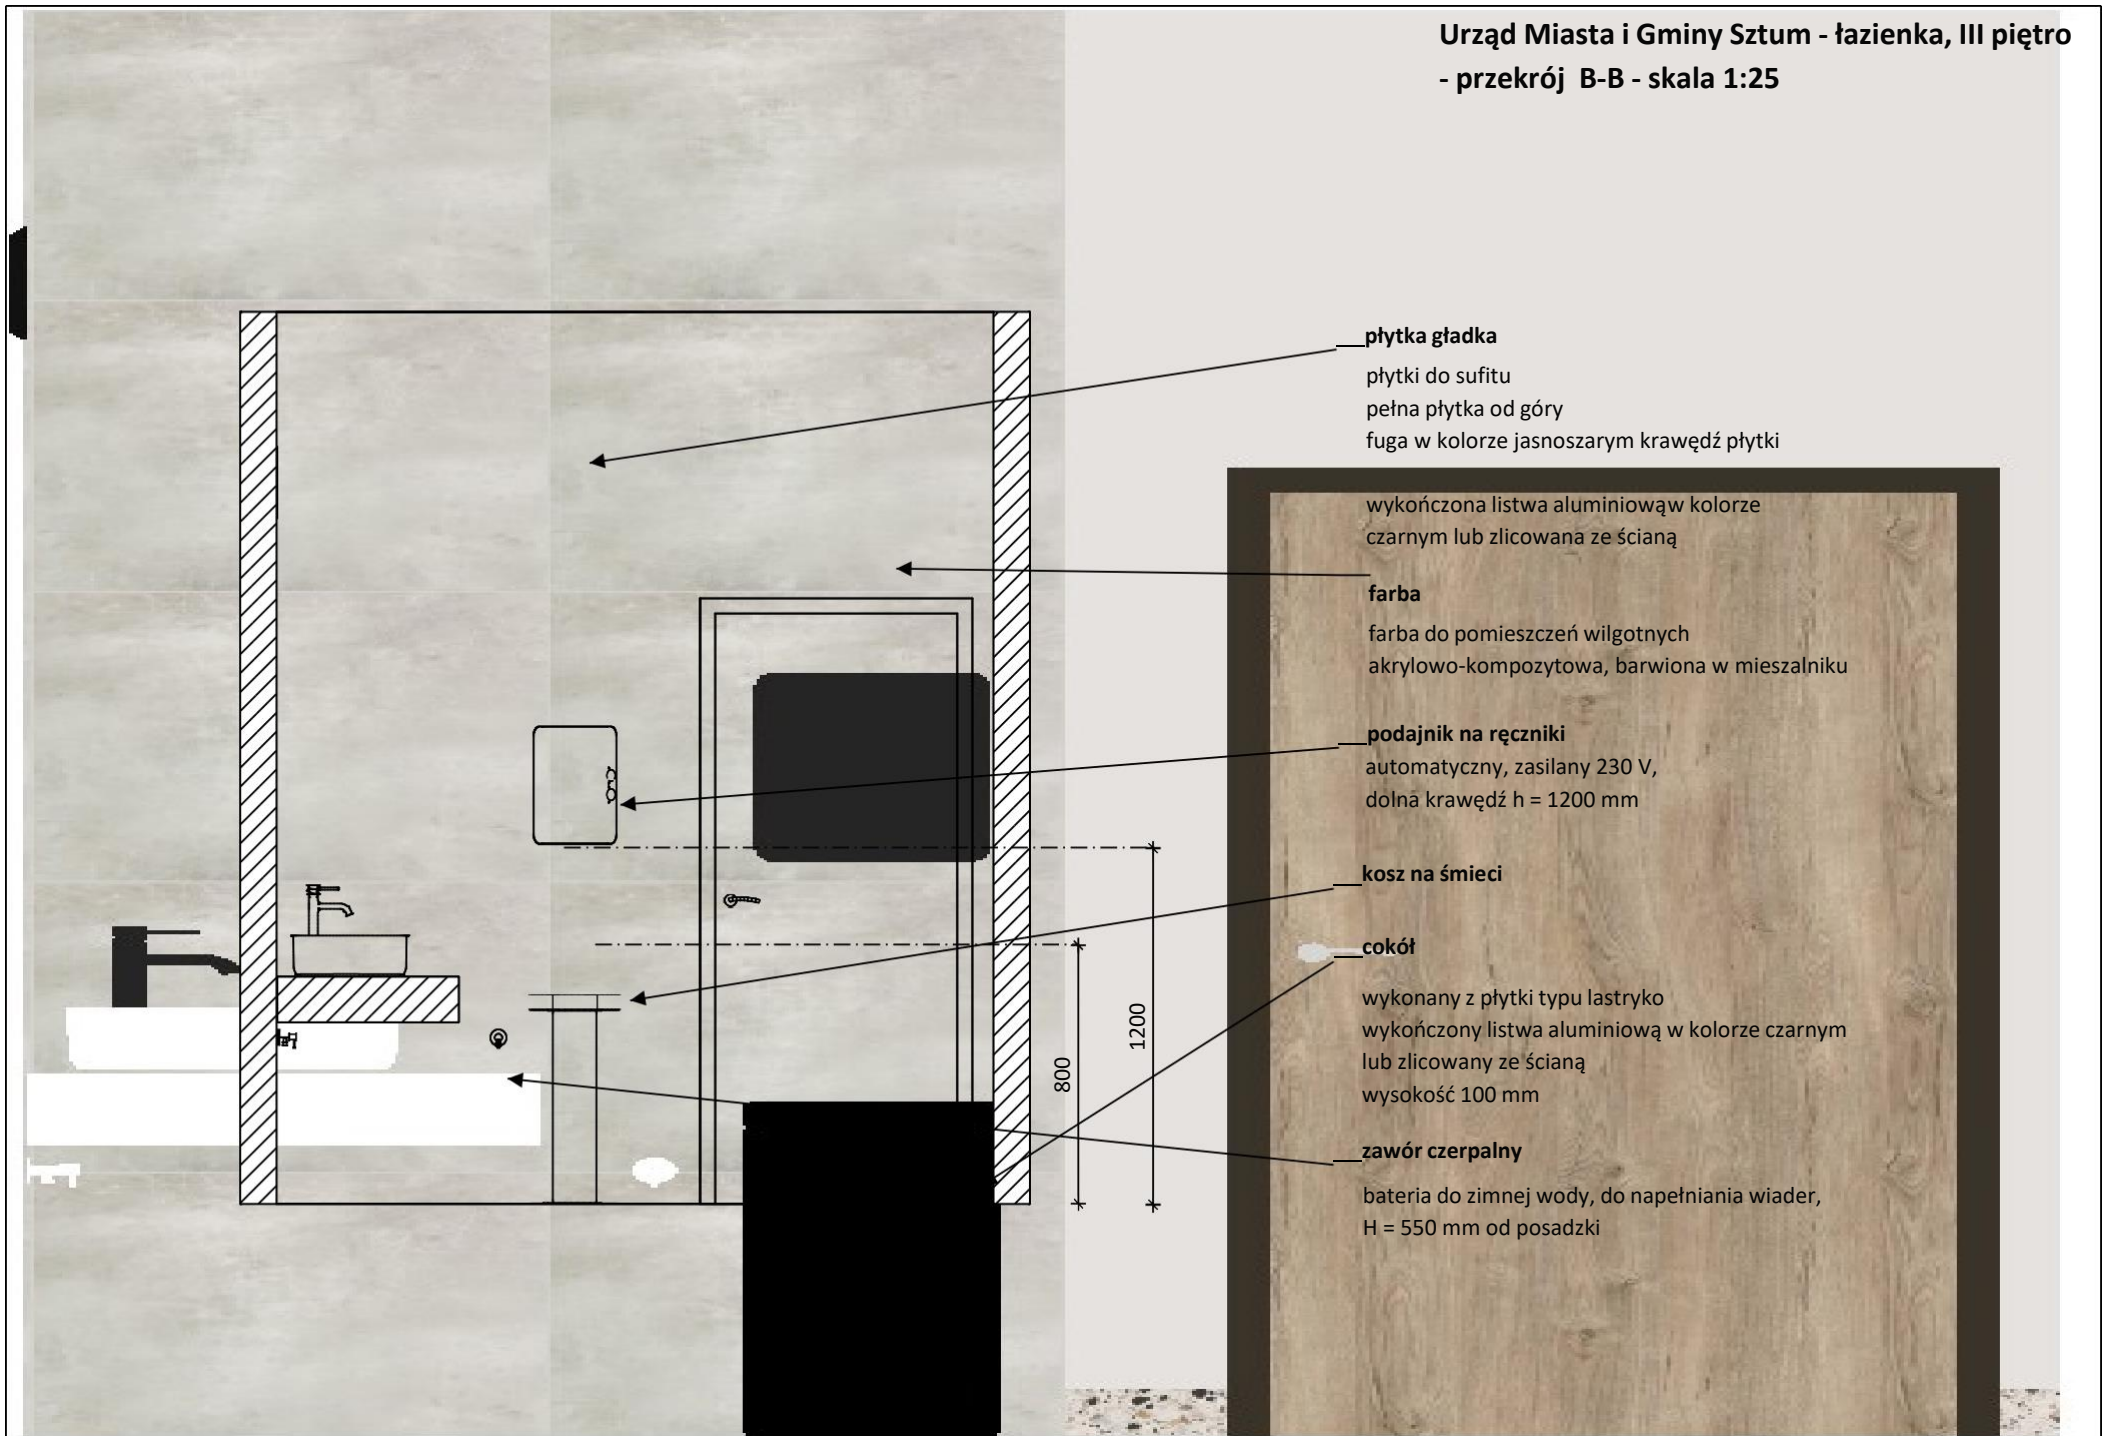 Urząd Miasta i Gminy Sztum - łazienka, III piętro
- przekrój B-B - skala 1:25
płytka gładka
płytki do sufitu
pełna płytka od góry
fuga w kolorze jasnoszarym krawędź płytki
wykończona listwa aluminiowąw kolorze
czarnym lub zlicowana ze ścianą
farba
farba do pomieszczeń wilgotnych
akrylowo-kompozytowa, barwiona w mieszalniku
podajnik na ręczniki
automatyczny, zasilany 230 V,
dolna krawędź h = 1200 mm
kosz na śmieci
cokół
wykonany z płytki typu lastryko
wykończony listwa aluminiową w kolorze czarnym
lub zlicowany ze ścianą
wysokość 100 mm
zawór czerpalny
bateria do zimnej wody, do napełniania wiader,
H = 550 mm od posadzki
800
1200